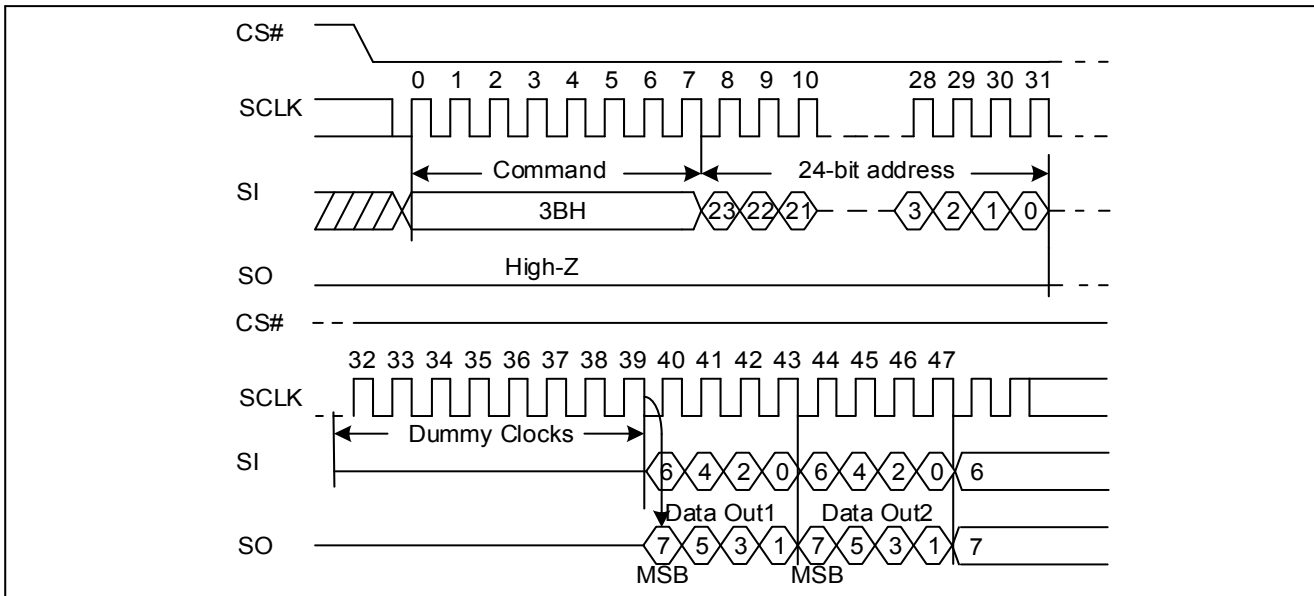 CS#
0 1 2 3 4 5 6 7 8 9 10 28 29 30 31
SCLK
Command 24-bit address
SI
3BH 23 22 21 3 2 1 0
High-Z
SO
CS#
32 33 34 35 36 37 38 39 40 41 42 43 44 45 46 47
SCLK
Dummy Clocks
SI
6 4 2 0 6 4 2 0 6
Data Out1 Data Out2
SO
7 5 3 1 7 5 3 1 7
MSB MSB